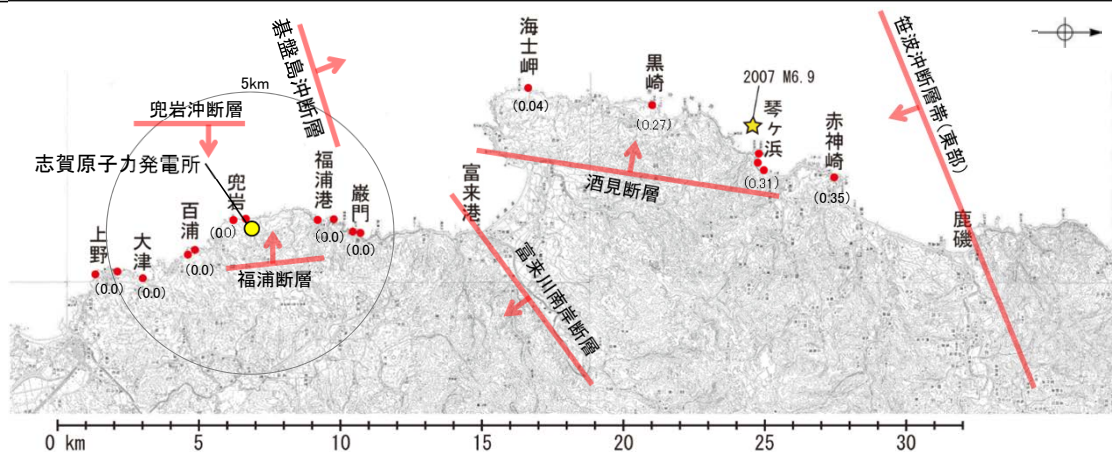 海士岬
(0.04)
黒崎
(0.27)
2007 M6.9
琴ヶ浜
(0.31)
赤神崎
(0.35)
笹波沖断層帯(東部)
鹿磯
碁盤島沖断層
5km
兜岩沖断層
志賀原子力発電所
兜岩
(0.0)
福浦港
(0.0)
巌門
(0.0)
百浦
(0.0)
上野
(0.0)
大津
(0.0)
福浦断層
富来港
酒見断層
富来川南岸断層
0 km
5
10
15
20
25
30